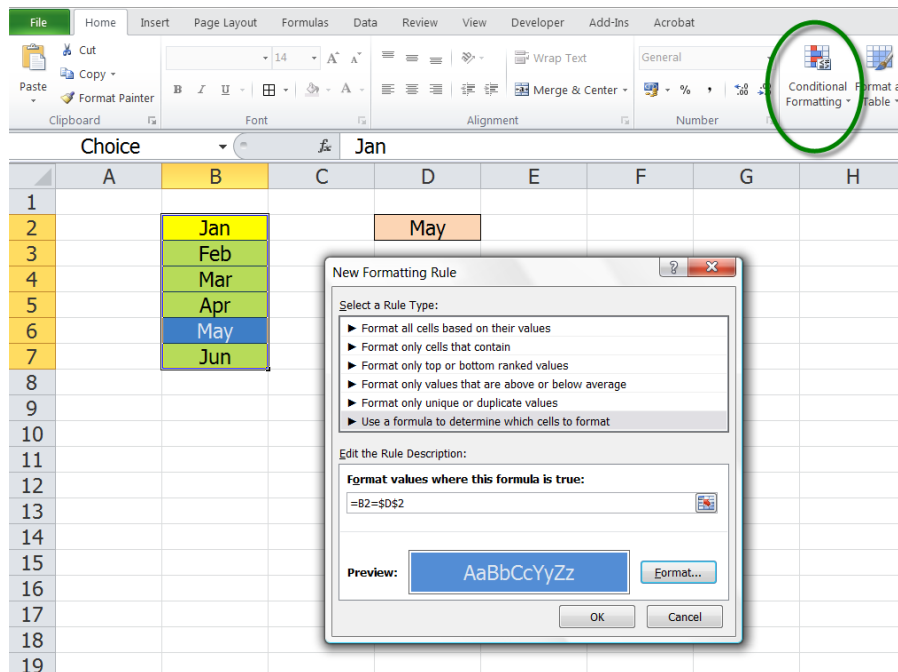 File Home Insert Page Layout Formulas Data Review View Developer Add-Ins Acrobat
Cut
Copy
Format Painter
Paste
Clipboard
14 A A
B I U A
Font
Wrap Text
Merge & Center
Alignment
General
% ,
Number
Conditional Formatting
Format a
Table
Choice fx Jan
A B C D E F G H
1
2 Jan May
3 Feb
4 Mar
5 Apr
6 May
7 Jun
8
9
10
11
12
13
14
15
16
17
18
19
New Formatting Rule
Select a Rule Type:
► Format all cells based on their values
► Format only cells that contain
► Format only top or bottom ranked values
► Format only values that are above or below average
► Format only unique or duplicate values
► Use a formula to determine which cells to format
Edit the Rule Description:
Format values where this formula is true:
=B2=$D$2
Preview: AaBbCcYyZz Format...
OK Cancel